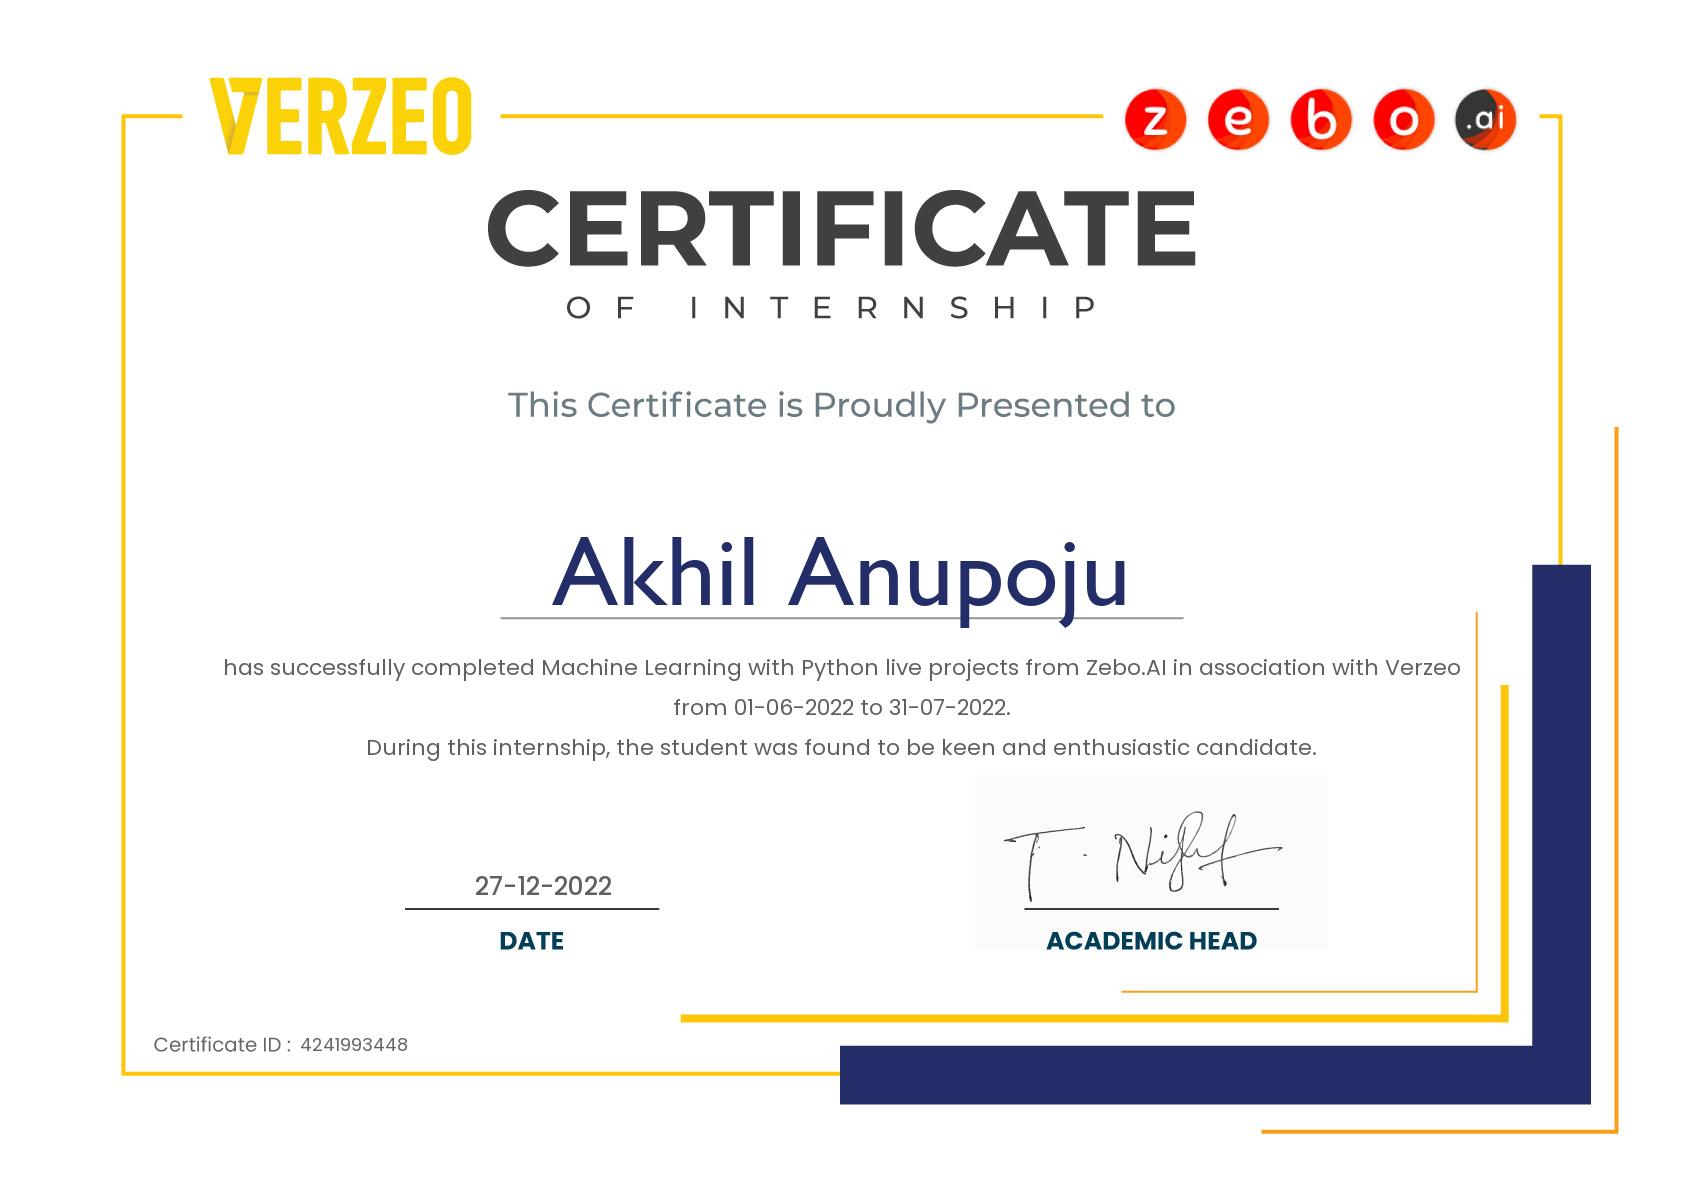 VERZEO
zebo.ai
CERTIFICATE
OF INTERNSHIP
This Certificate is Proudly Presented to
Akhil Anupoju
has successfully completed Machine Learning with Python live projects from Zebo.AI in association with Verzeo
from 01-06-2022 to 31-07-2022.
During this internship, the student was found to be keen and enthusiastic candidate.
27-12-2022
DATE
ACADEMIC HEAD
Certificate ID : 4241993448